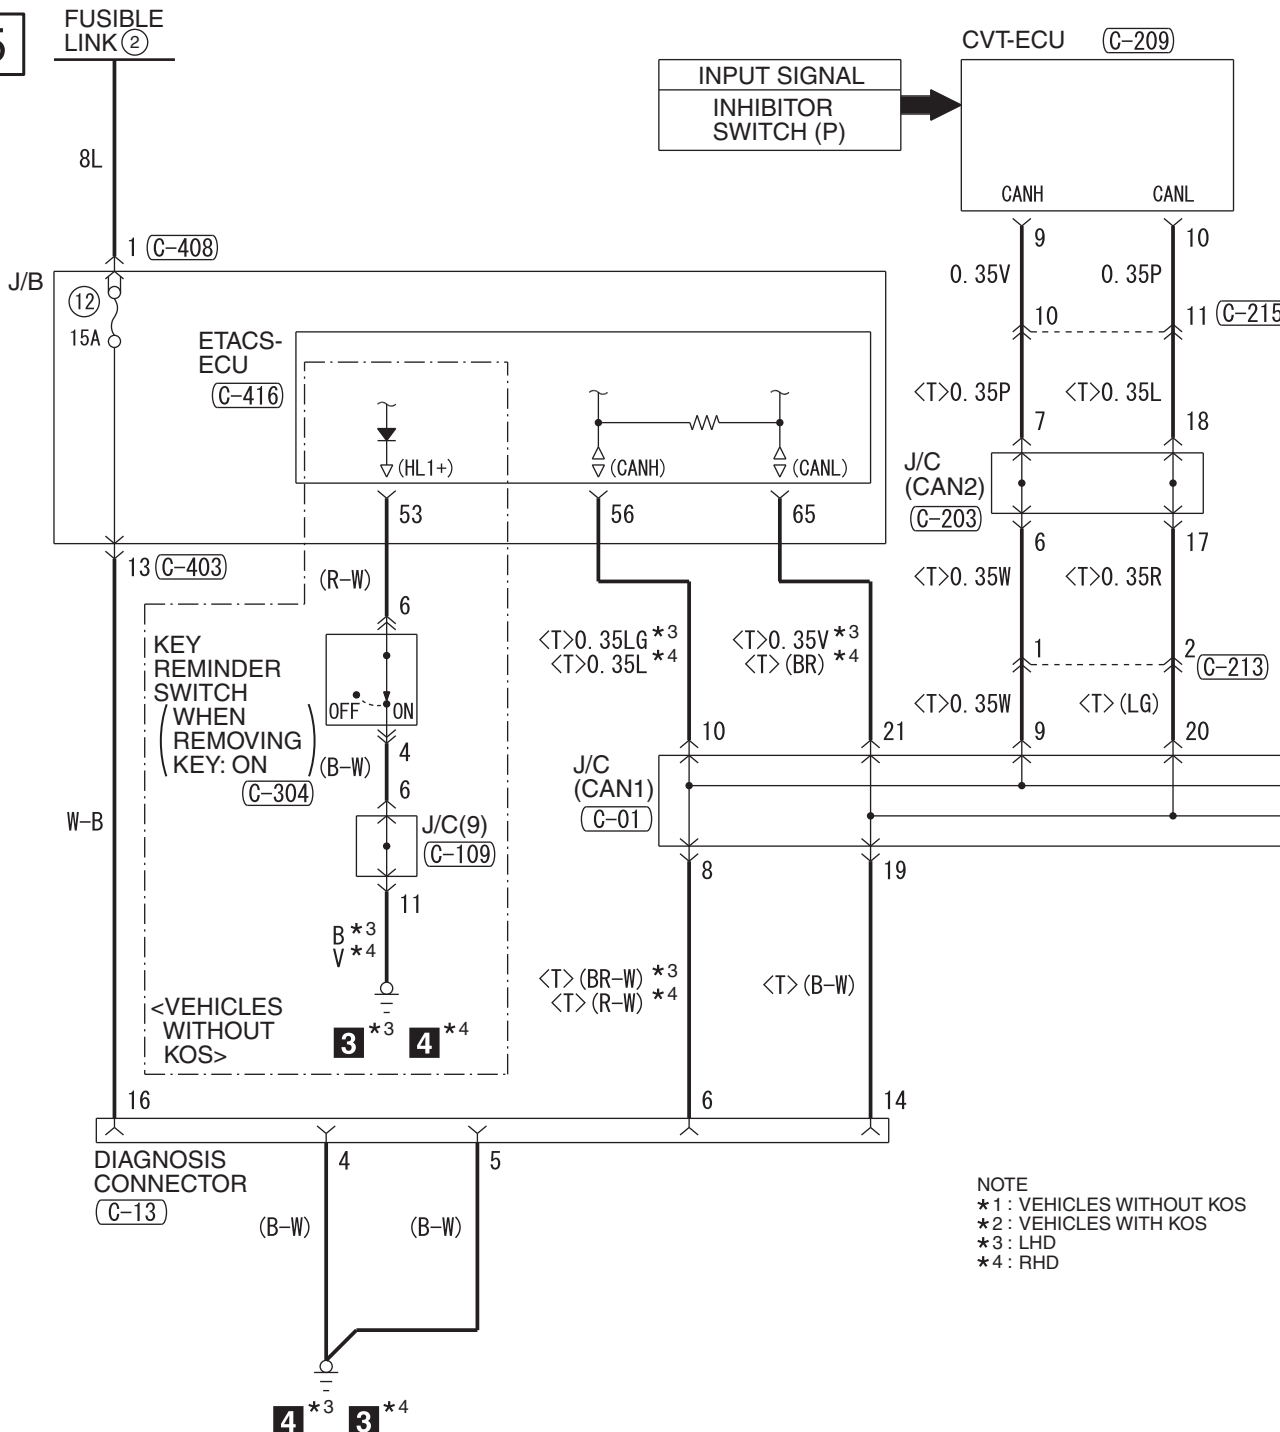 5
FUSIBLE
LINK 2
8L
1 C-408
J/B
12
15A
ETACS-
ECU
C-416
(HL1+)
(CANH)
(CANL)
53
56
65
13 C-403
(R-W)
6
KEY
REMINDER
SWITCH
(WHEN
REMOVING
KEY: ON)
C-304
OFF
ON
4
(B-W)
6
J/C(9)
C-109
11
B *3
V *4
<VEHICLES
WITHOUT
KOS>
3 *3
4 *4
W-B
INPUT SIGNAL
INHIBITOR
SWITCH (P)
CVT-ECU
C-209
CANH
CANL
9
10
0.35V
0.35P
10
11 C-215
<T>0.35P
<T>0.35L
7
18
J/C
(CAN2)
C-203
6
17
<T>0.35W
<T>0.35R
1
2
C-213
<T>0.35W
<T>(LG)
9
20
<T>0.35LG *3
<T>0.35L *4
<T>0.35V *3
<T>(BR) *4
10
21
J/C
(CAN1)
C-01
8
19
<T>(BR-W) *3
<T>(R-W) *4
<T>(B-W)
16
6
14
DIAGNOSIS
CONNECTOR
C-13
4
5
(B-W)
(B-W)
4 *3
3 *4
NOTE
*1 : VEHICLES WITHOUT KOS
*2 : VEHICLES WITH KOS
*3 : LHD
*4 : RHD